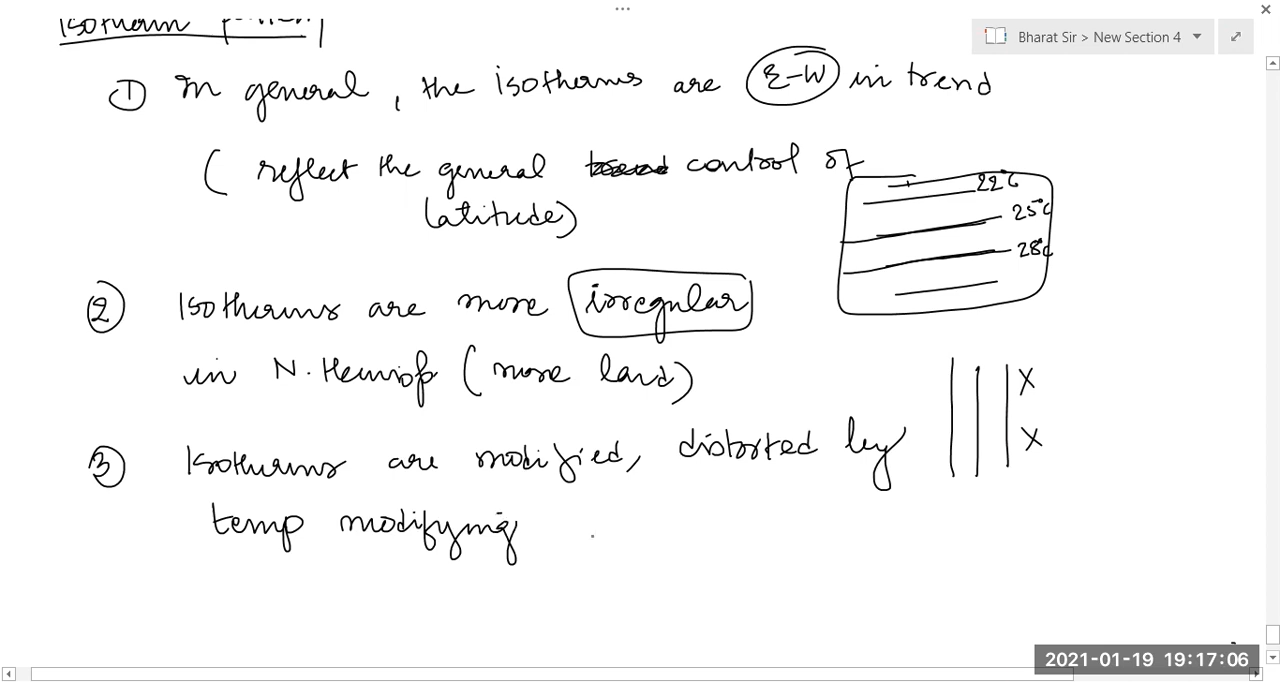 Isotherm pattern
Bharat Sir > New Section 4
① In general, the isotherms are E-W in trend
( reflect the general control of
latitude)
22°C
25°C
28°C
② Isotherms are more irregular
in N. Hemisp (more land)
X
X
③ Isotherms are modified, distorted by
temp modifying
2021-01-19 19:17:06